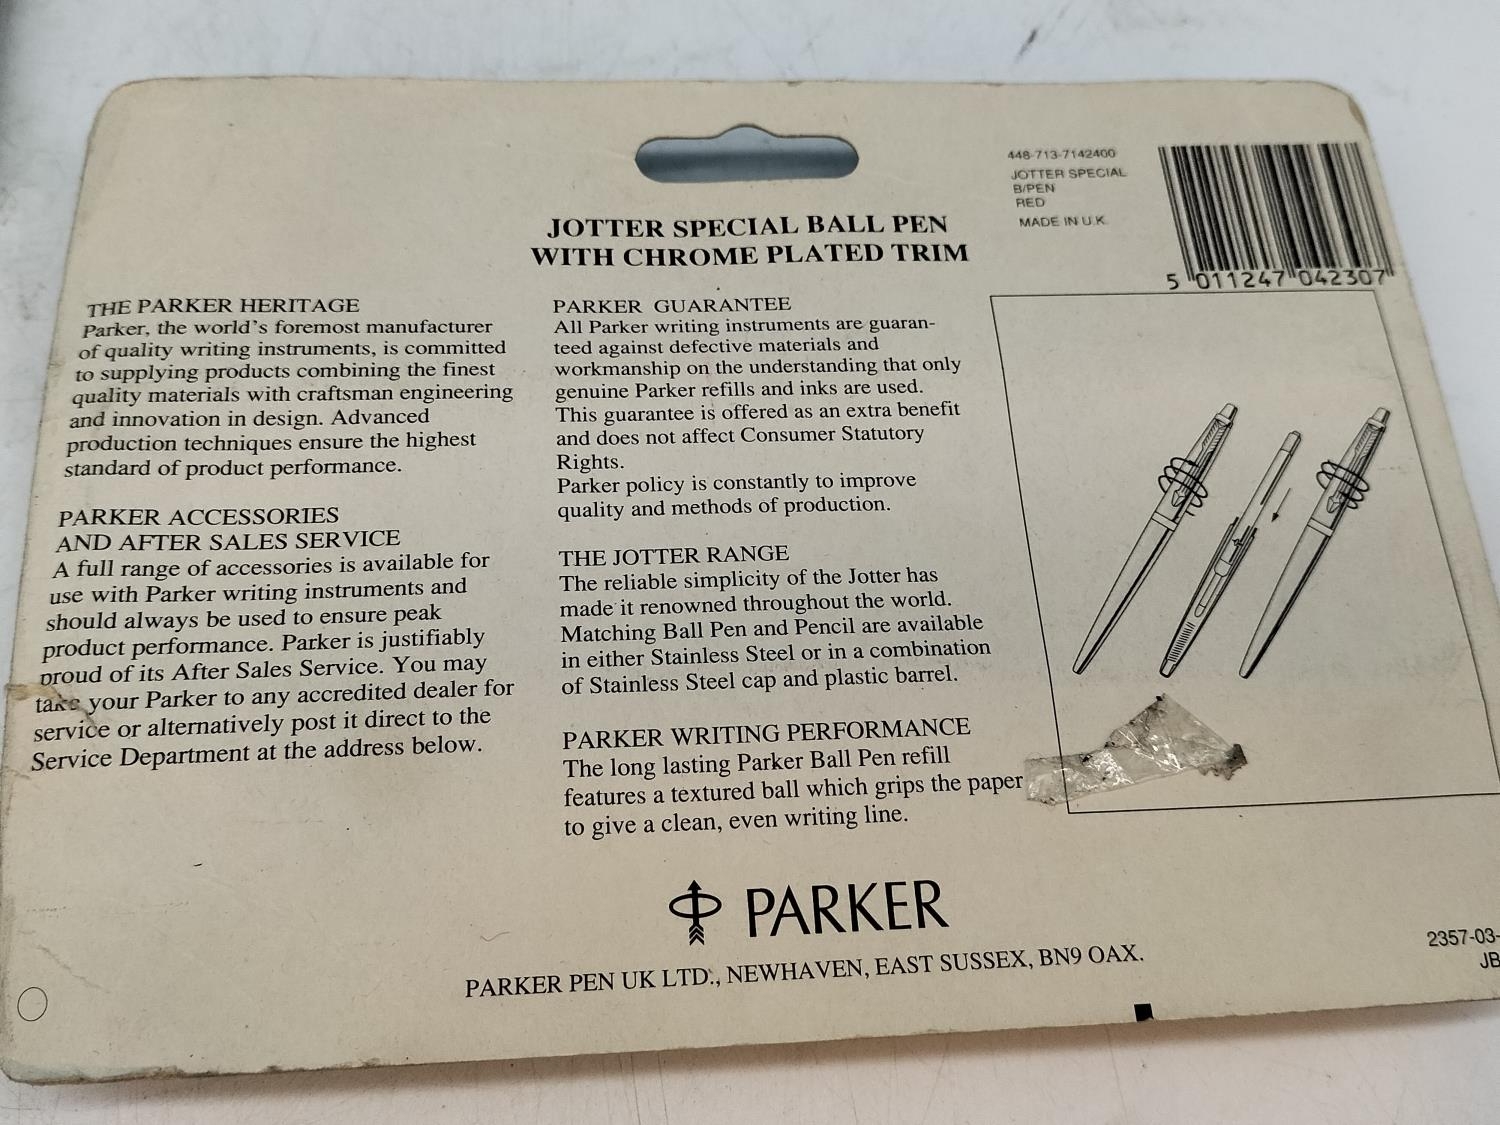 448-713-7142400
JOTTER SPECIAL
B/PEN
RED
MADE IN U.K.
5 011247 042307
JOTTER SPECIAL BALL PEN
WITH CHROME PLATED TRIM
THE PARKER HERITAGE
Parker, the world's foremost manufacturer
of quality writing instruments, is committed
to supplying products combining the finest
quality materials with craftsman engineering
and innovation in design. Advanced
production techniques ensure the highest
standard of product performance.
PARKER ACCESSORIES
AND AFTER SALES SERVICE
A full range of accessories is available for
use with Parker writing instruments and
should always be used to ensure peak
product performance. Parker is justifiably
proud of its After Sales Service. You may
take your Parker to any accredited dealer for
service or alternatively post it direct to the
Service Department at the address below.
PARKER GUARANTEE
All Parker writing instruments are guaran-
teed against defective materials and
workmanship on the understanding that only
genuine Parker refills and inks are used.
This guarantee is offered as an extra benefit
and does not affect Consumer Statutory
Rights.
Parker policy is constantly to improve
quality and methods of production.
THE JOTTER RANGE
The reliable simplicity of the Jotter has
made it renowned throughout the world.
Matching Ball Pen and Pencil are available
in either Stainless Steel or in a combination
of Stainless Steel cap and plastic barrel.
PARKER WRITING PERFORMANCE
The long lasting Parker Ball Pen refill
features a textured ball which grips the paper
to give a clean, even writing line.
PARKER
PARKER PEN UK LTD., NEWHAVEN, EAST SUSSEX, BN9 OAX.
2357-03-
JB